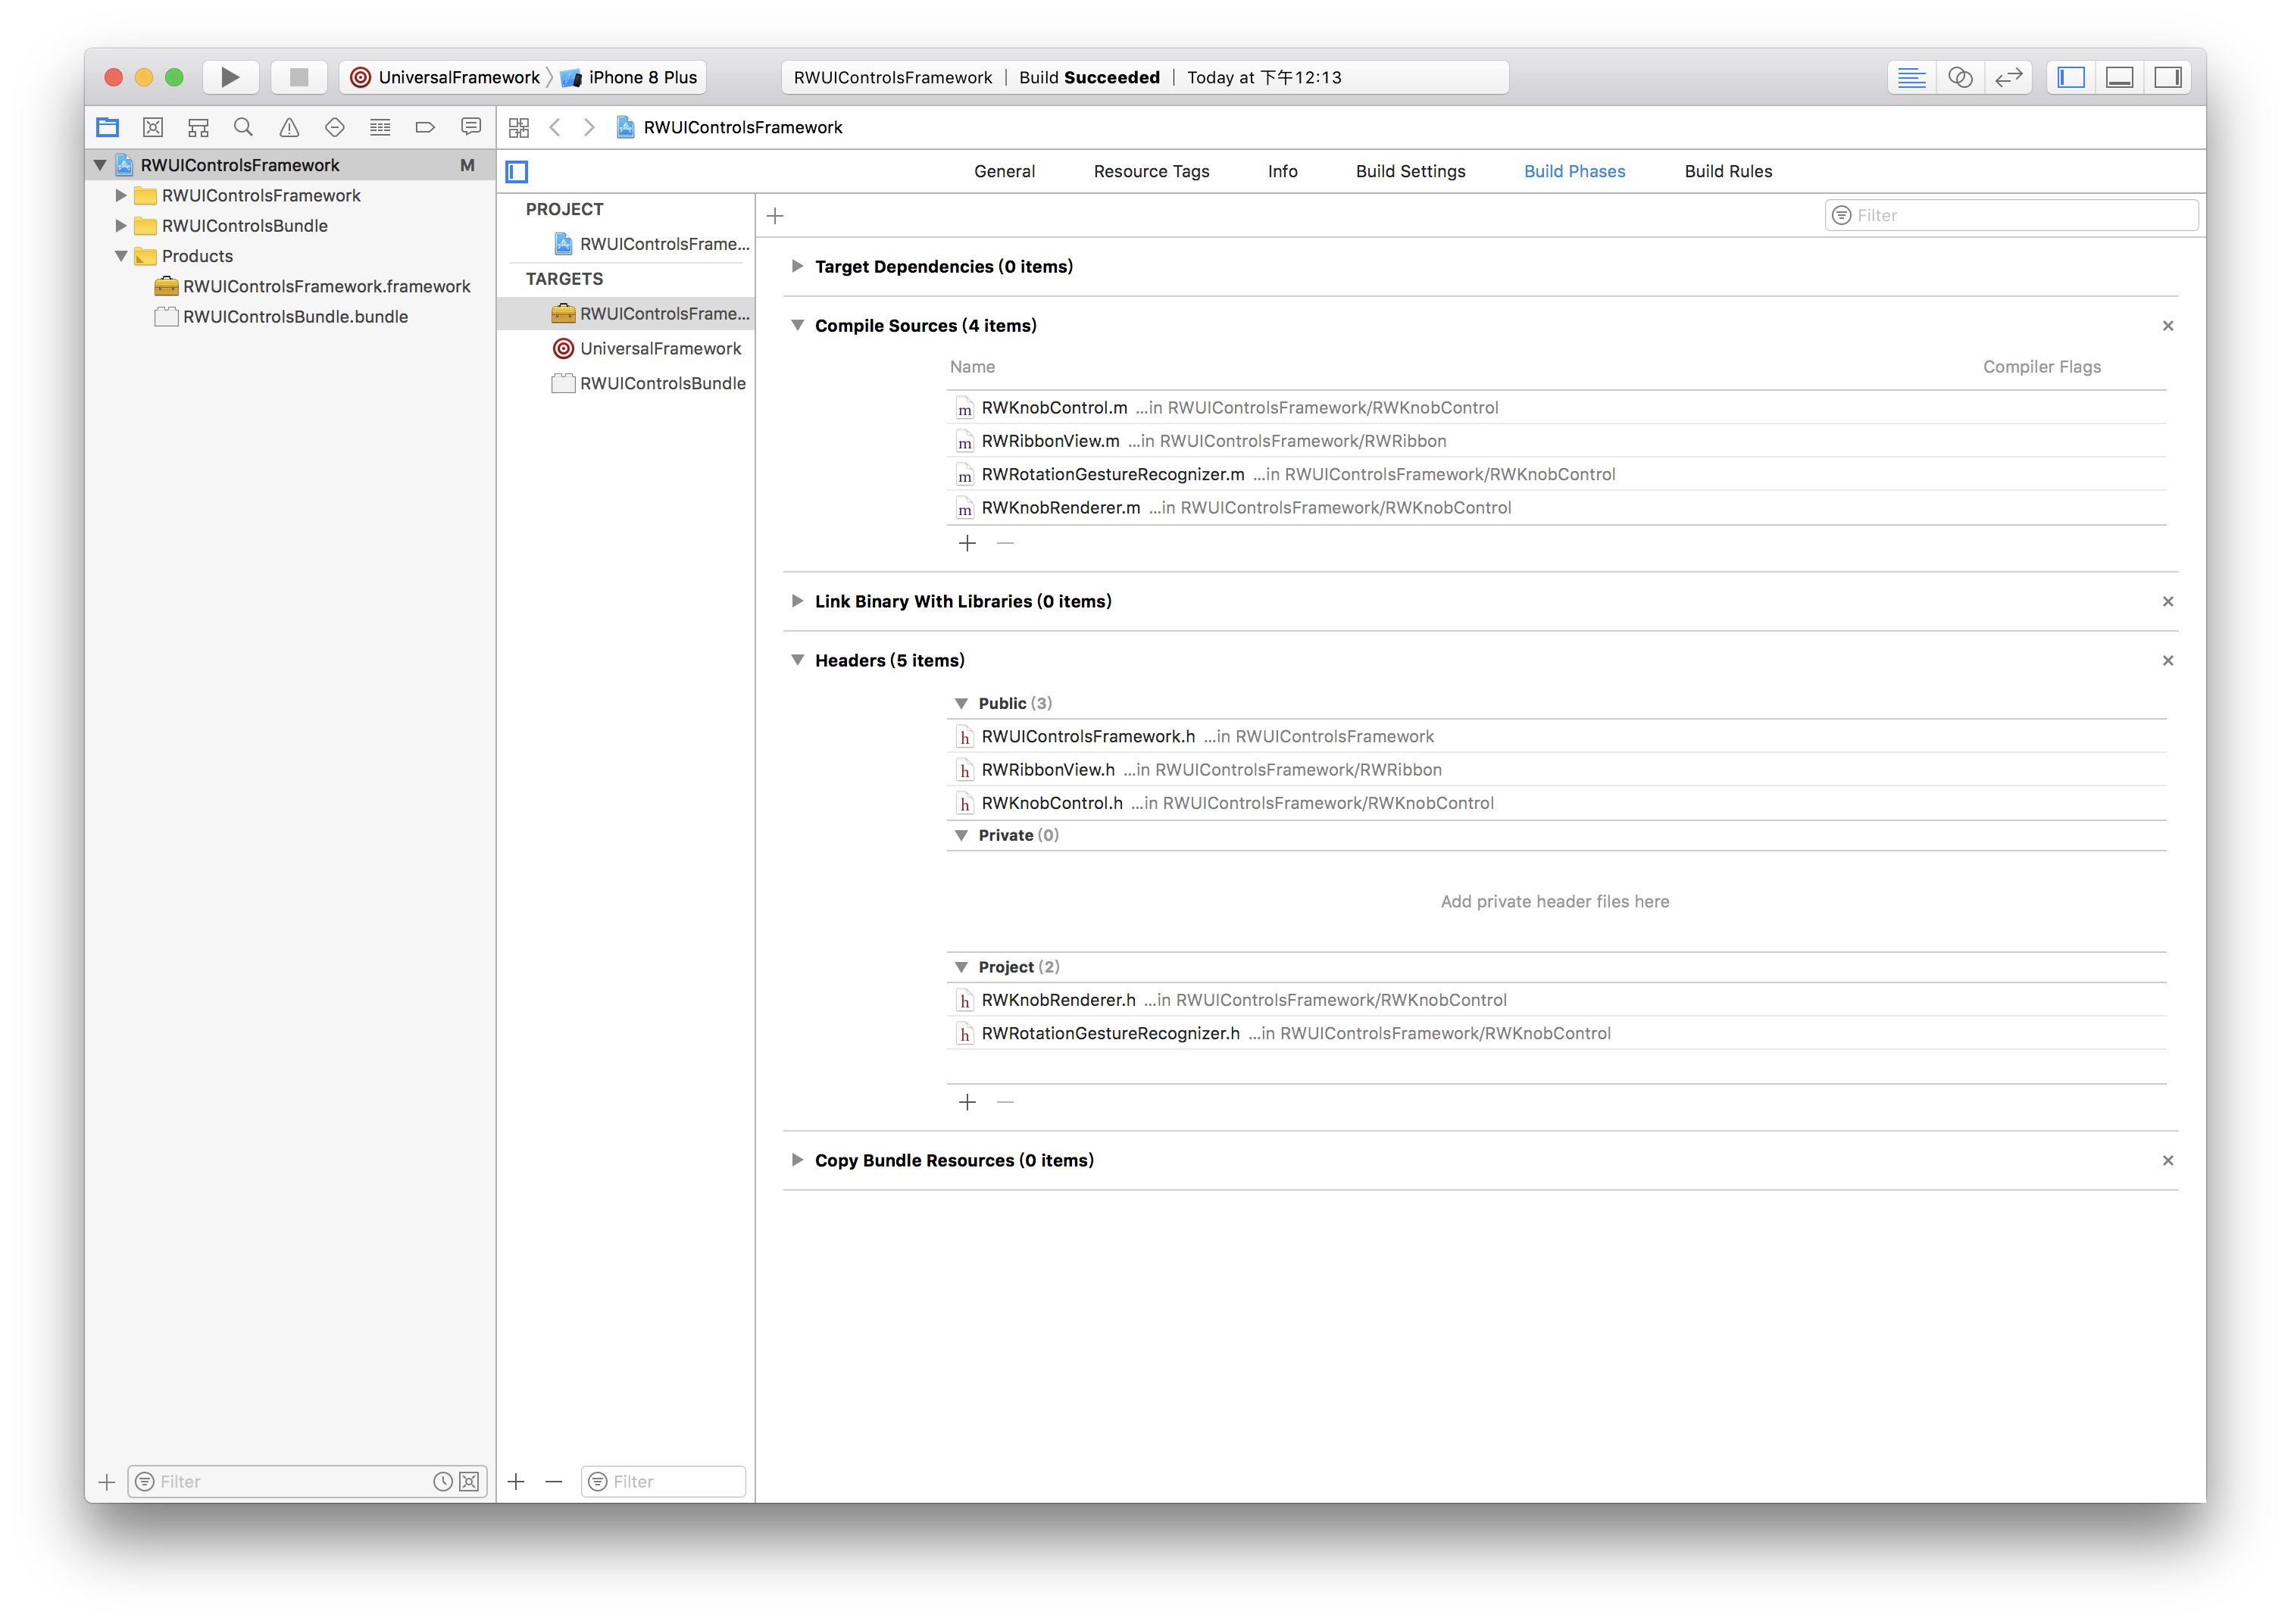 UniversalFramework
iPhone 8 Plus
RWUIControlsFramework | Build Succeeded | Today at 下午12:13
RWUIControlsFramework
RWUIControlsFramework M
RWUIControlsFramework
RWUIControlsBundle
Products
RWUIControlsFramework.framework
RWUIControlsBundle.bundle
Filter
General Resource Tags Info Build Settings Build Phases Build Rules
PROJECT
RWUIControlsFrame...
TARGETS
RWUIControlsFrame...
UniversalFramework
RWUIControlsBundle
Filter
Filter
Target Dependencies (0 items)
Compile Sources (4 items)
Name Compiler Flags
m RWKnobControl.m ...in RWUIControlsFramework/RWKnobControl
m RWRibbonView.m ...in RWUIControlsFramework/RWRibbon
m RWRotationGestureRecognizer.m ...in RWUIControlsFramework/RWKnobControl
m RWKnobRenderer.m ...in RWUIControlsFramework/RWKnobControl
Link Binary With Libraries (0 items)
Headers (5 items)
Public (3)
h RWUIControlsFramework.h ...in RWUIControlsFramework
h RWRibbonView.h ...in RWUIControlsFramework/RWRibbon
h RWKnobControl.h ...in RWUIControlsFramework/RWKnobControl
Private (0)
Add private header files here
Project (2)
h RWKnobRenderer.h ...in RWUIControlsFramework/RWKnobControl
h RWRotationGestureRecognizer.h ...in RWUIControlsFramework/RWKnobControl
Copy Bundle Resources (0 items)